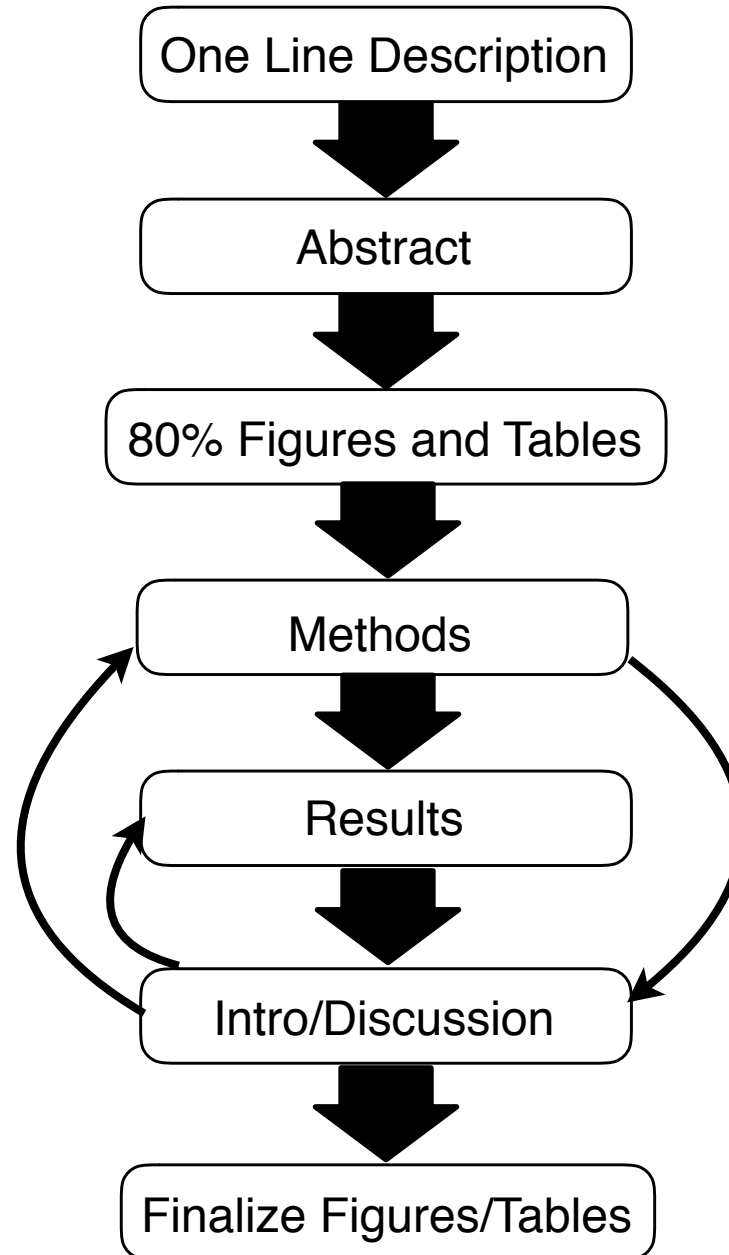 One Line Description
Abstract
80% Figures and Tables
Methods
Results
Intro/Discussion
Finalize Figures/Tables